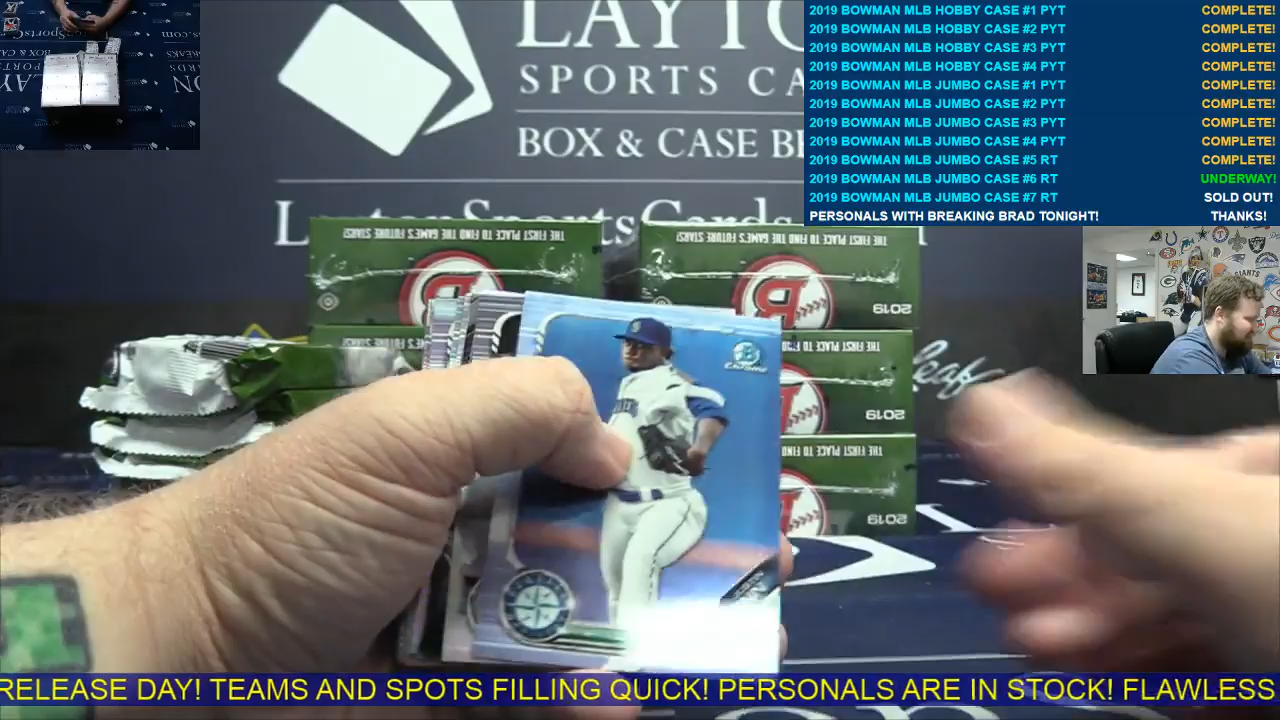 2019 BOWMAN MLB HOBBY CASE #1 PYT COMPLETE!
2019 BOWMAN MLB HOBBY CASE #2 PYT COMPLETE!
2019 BOWMAN MLB HOBBY CASE #3 PYT COMPLETE!
2019 BOWMAN MLB HOBBY CASE #4 PYT COMPLETE!
2019 BOWMAN MLB JUMBO CASE #1 PYT COMPLETE!
2019 BOWMAN MLB JUMBO CASE #2 PYT COMPLETE!
2019 BOWMAN MLB JUMBO CASE #3 PYT COMPLETE!
2019 BOWMAN MLB JUMBO CASE #4 PYT COMPLETE!
2019 BOWMAN MLB JUMBO CASE #5 RT COMPLETE!
2019 BOWMAN MLB JUMBO CASE #6 RT UNDERWAY!
2019 BOWMAN MLB JUMBO CASE #7 RT SOLD OUT!
PERSONALS WITH BREAKING BRAD TONIGHT! THANKS!
LAYTO
SPORTS CA
BOX & CASE BR
LaytonSportsCards
THE FIRST PLACE TO FIND THE GAME'S FUTURE STARS!
THE FIRST PLACE TO FIND THE GAME'S FUTURE STARS!
B
B
2019
2019
2019
Chrome
Leaf
GIANTS
RELEASE DAY! TEAMS AND SPOTS FILLING QUICK! PERSONALS ARE IN STOCK! FLAWLESS